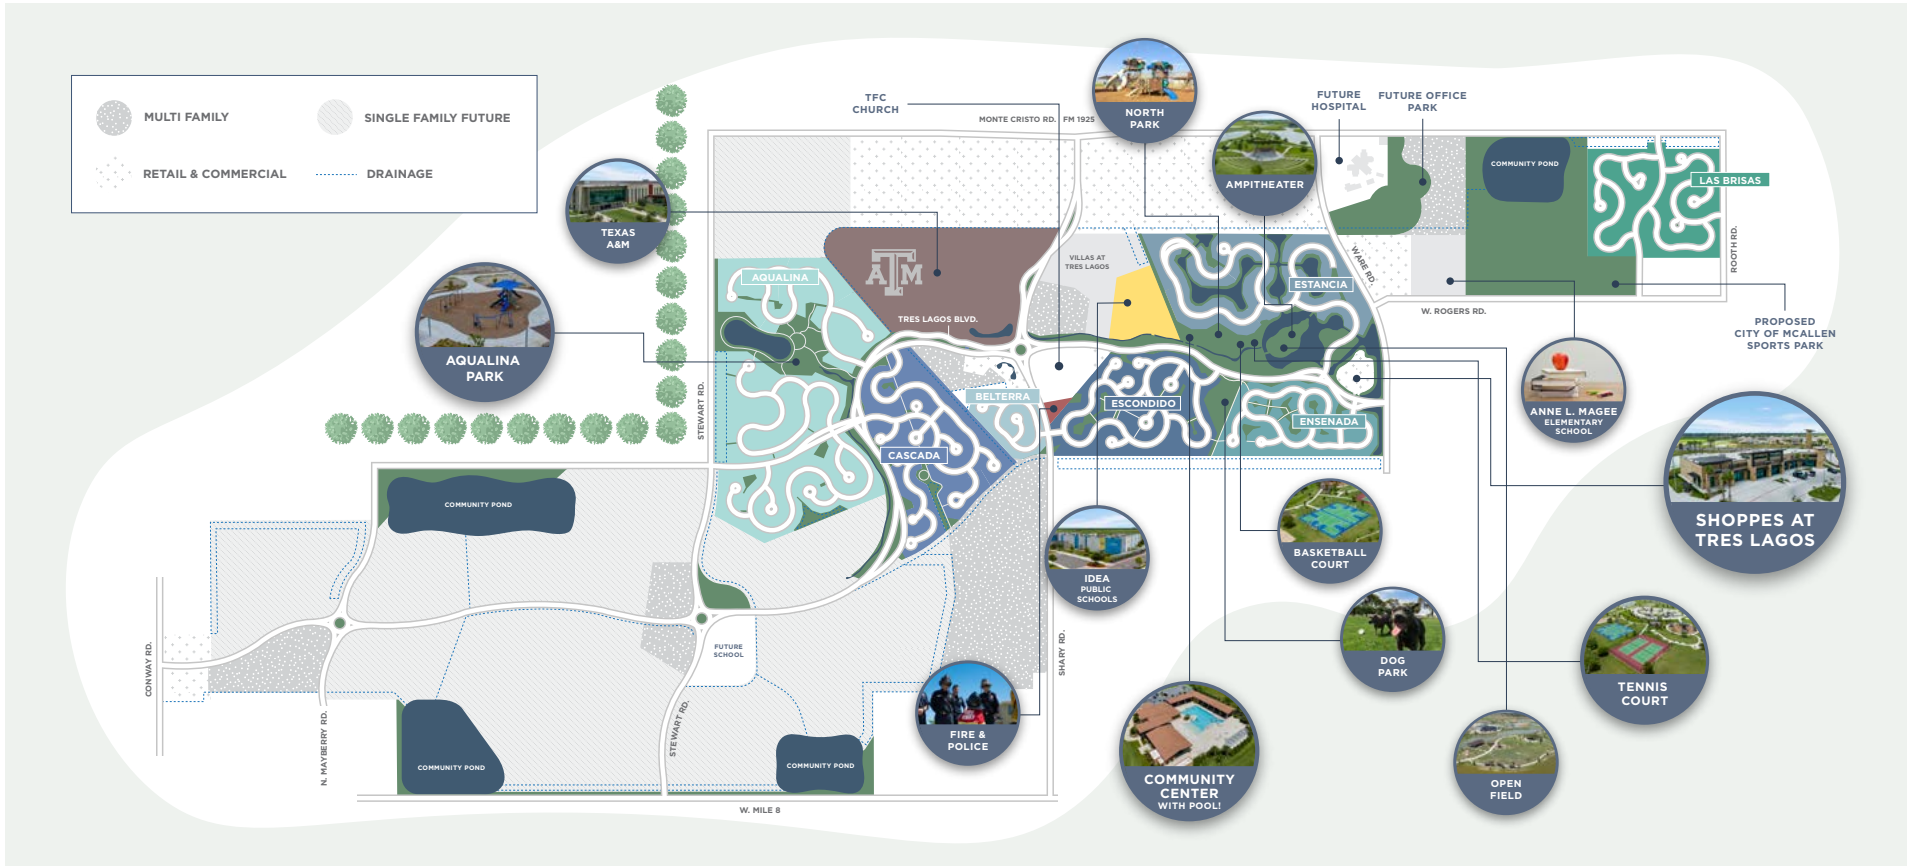 MULTI FAMILY
SINGLE FAMILY FUTURE
RETAIL & COMMERCIAL
DRAINAGE
TFC
CHURCH
MONTE CRISTO RD.
FM 1925
NORTH
PARK
AMPITHEATER
FUTURE
HOSPITAL
FUTURE OFFICE
PARK
COMMUNITY POND
LAS BRISAS
ROOTH RD.
TEXAS
A&M
AQUALINA
ATM
VILLAS AT
TRES LAGOS
ESTANCIA
WARE RD.
W. ROGERS RD.
PROPOSED
CITY OF MCALLEN
SPORTS PARK
TRES LAGOS BLVD.
AQUALINA
PARK
STEWART RD.
BELTERRA
ESCONDIDO
ENSENADA
ANNE L. MAGEE
ELEMENTARY
SCHOOL
CASCADA
COMMUNITY POND
SHOPPES AT
TRES LAGOS
BASKETBALL
COURT
IDEA
PUBLIC
SCHOOLS
CONWAY RD.
N. MAYBERRY RD.
FUTURE
SCHOOL
STEWART RD.
SHARY RD.
DOG
PARK
TENNIS
COURT
FIRE &
POLICE
COMMUNITY POND
COMMUNITY POND
COMMUNITY
CENTER
WITH POOL!
OPEN
FIELD
W. MILE 8